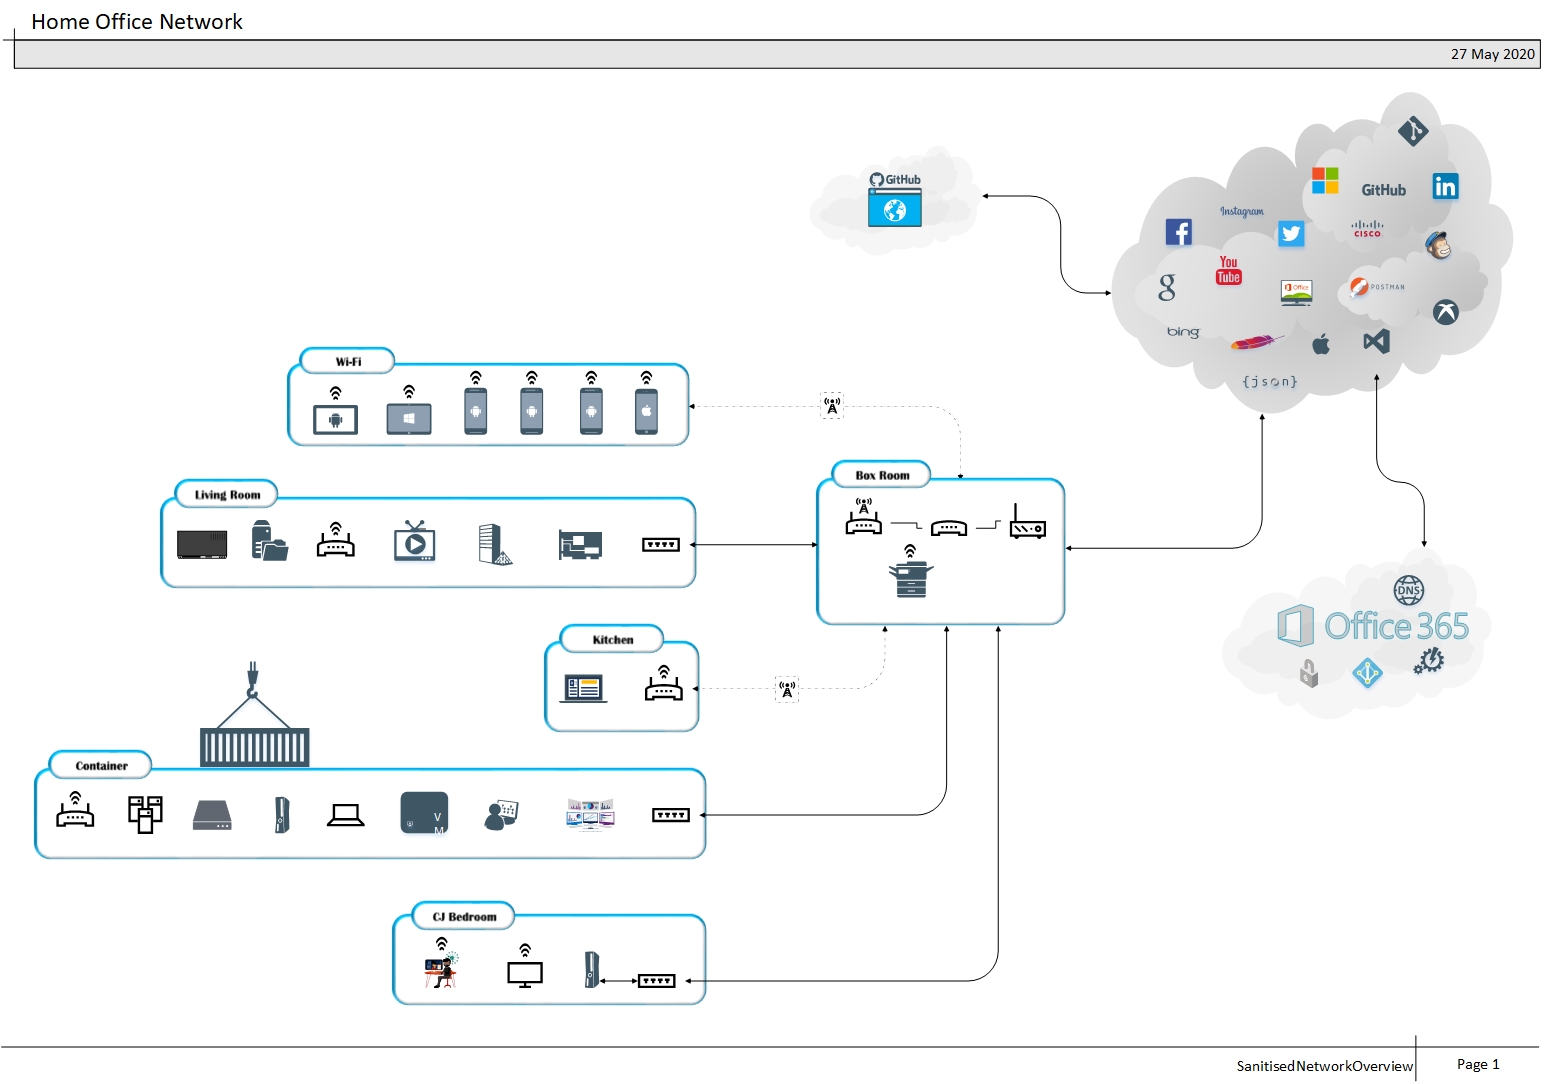 Home Office Network
27 May 2020
GitHub
GitHub
in
Instagram
CISCO
You
Tube
g
Office
POSTMAN
bing
{json}
Wi-Fi
Box Room
Living Room
DNS
Office 365
Kitchen
Container
V
M
CJ Bedroom
SanitisedNetworkOverview
Page 1